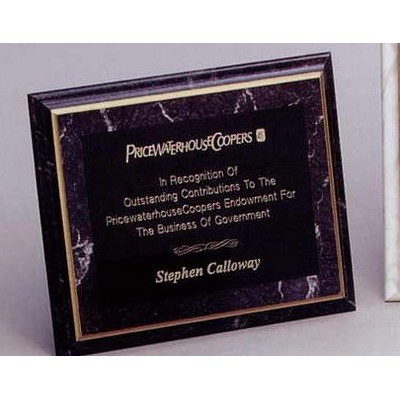 PRICEWATERHOUSECOOPERS
In Recognition Of
Outstanding Contributions To The
PricewaterhouseCoopers Endowment For
The Business Of Government
Stephen Calloway